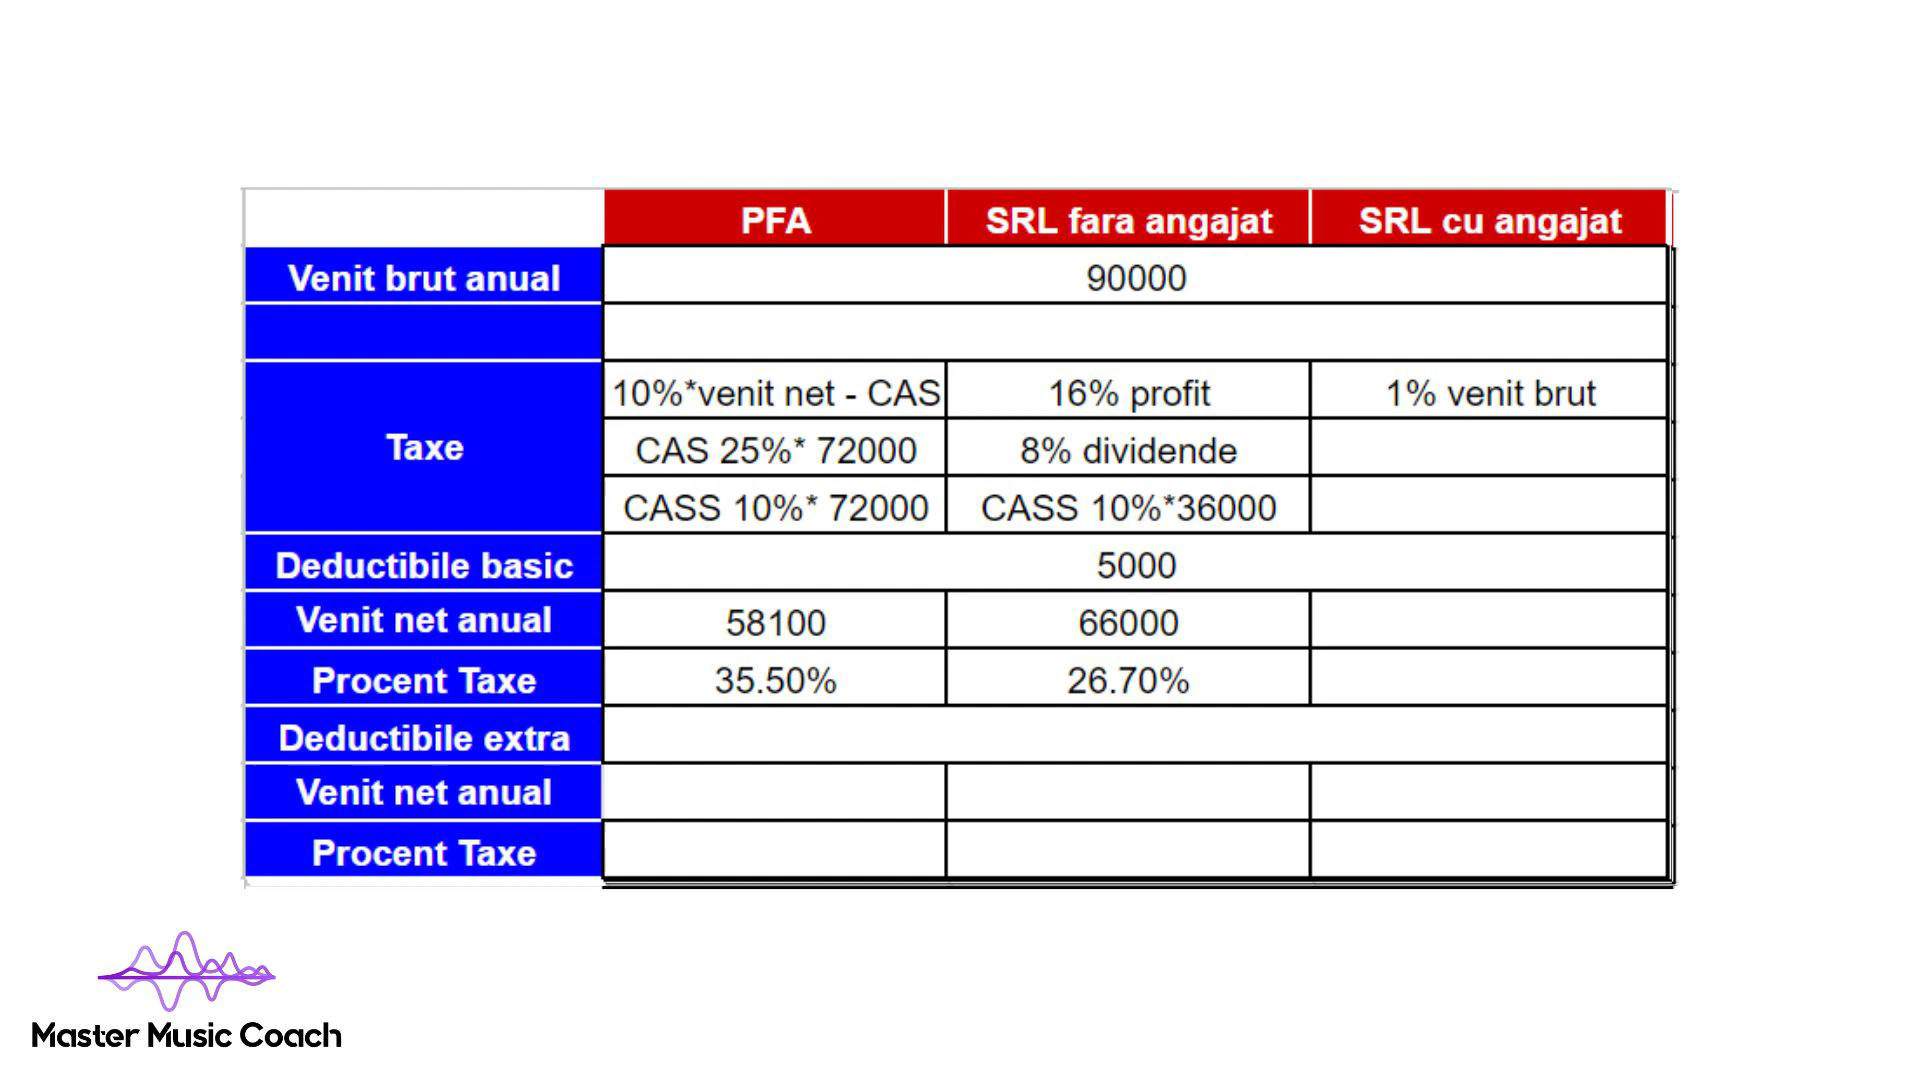 PFA SRL fara angajat SRL cu angajat
Venit brut anual 90000
10%*venit net - CAS 16% profit 1% venit brut
Taxe CAS 25%* 72000 8% dividende
CASS 10%* 72000 CASS 10%*36000
Deductibile basic 5000
Venit net anual 58100 66000
Procent Taxe 35.50% 26.70%
Deductibile extra
Venit net anual
Procent Taxe
Master Music Coach